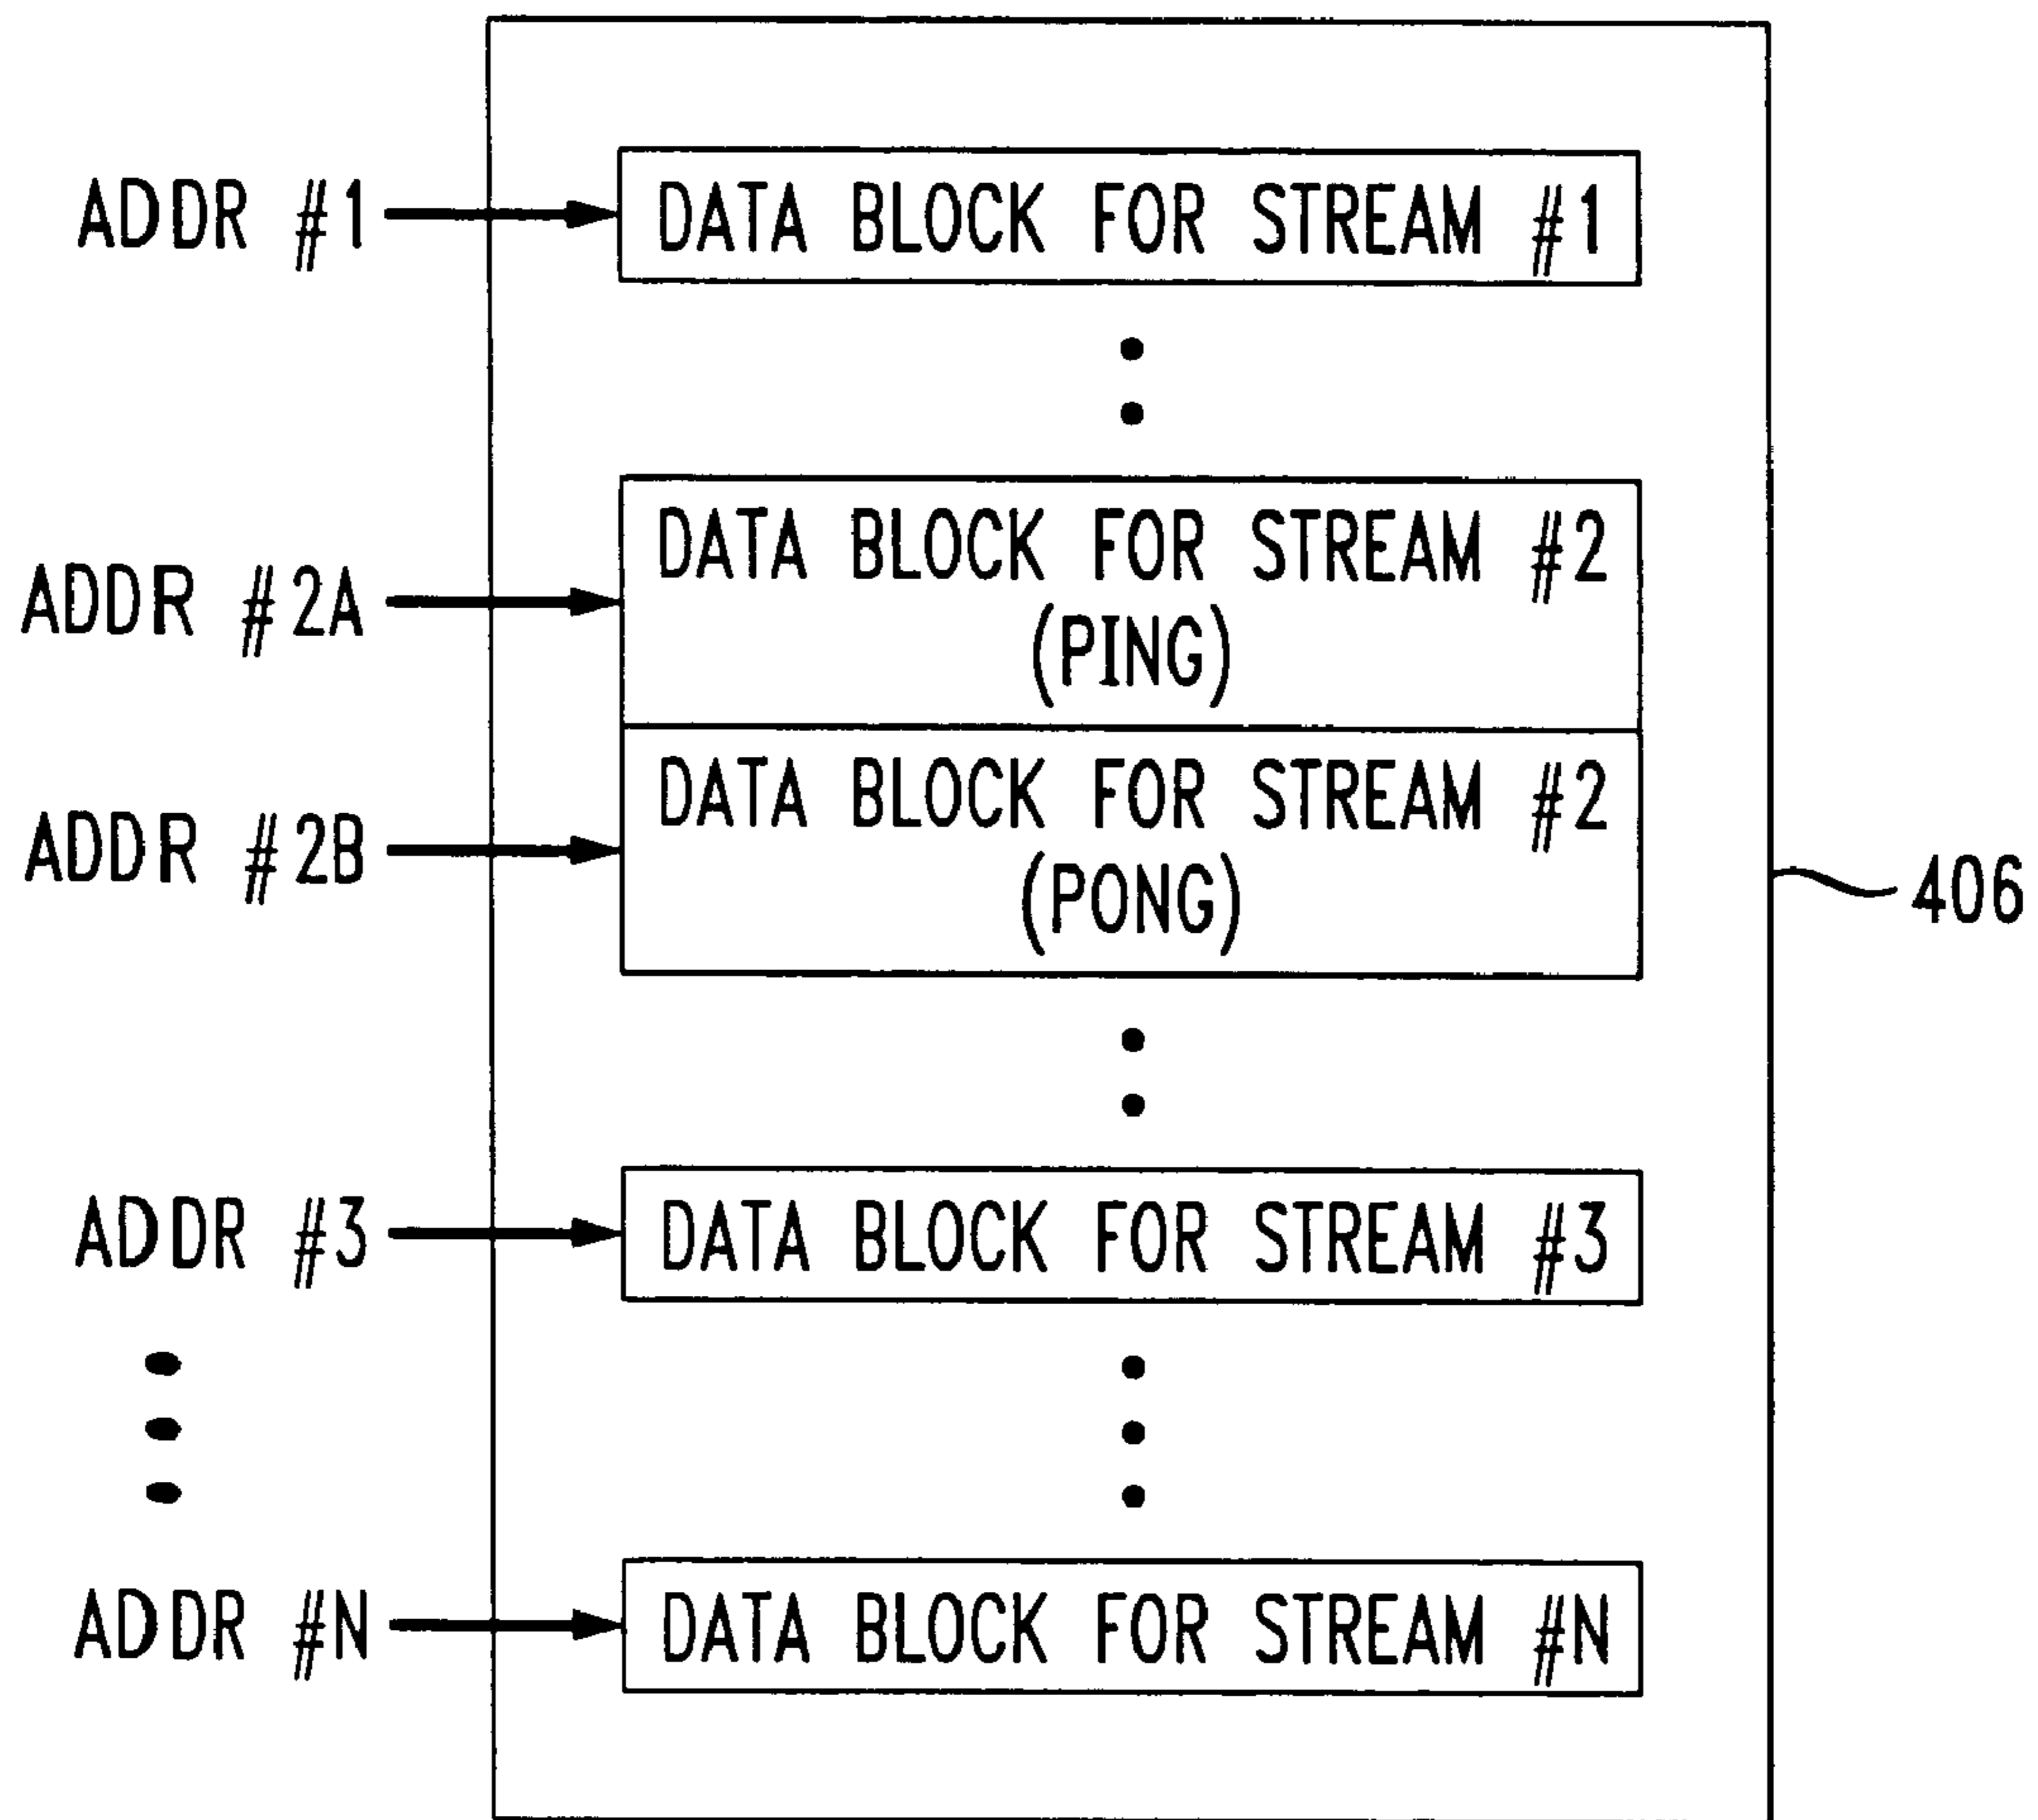 ADDR #1
DATA BLOCK FOR STREAM #1
ADDR #2A
DATA BLOCK FOR STREAM #2
(PING)
ADDR #2B
DATA BLOCK FOR STREAM #2
(PONG)
406
ADDR #3
DATA BLOCK FOR STREAM #3
ADDR #N
DATA BLOCK FOR STREAM #N